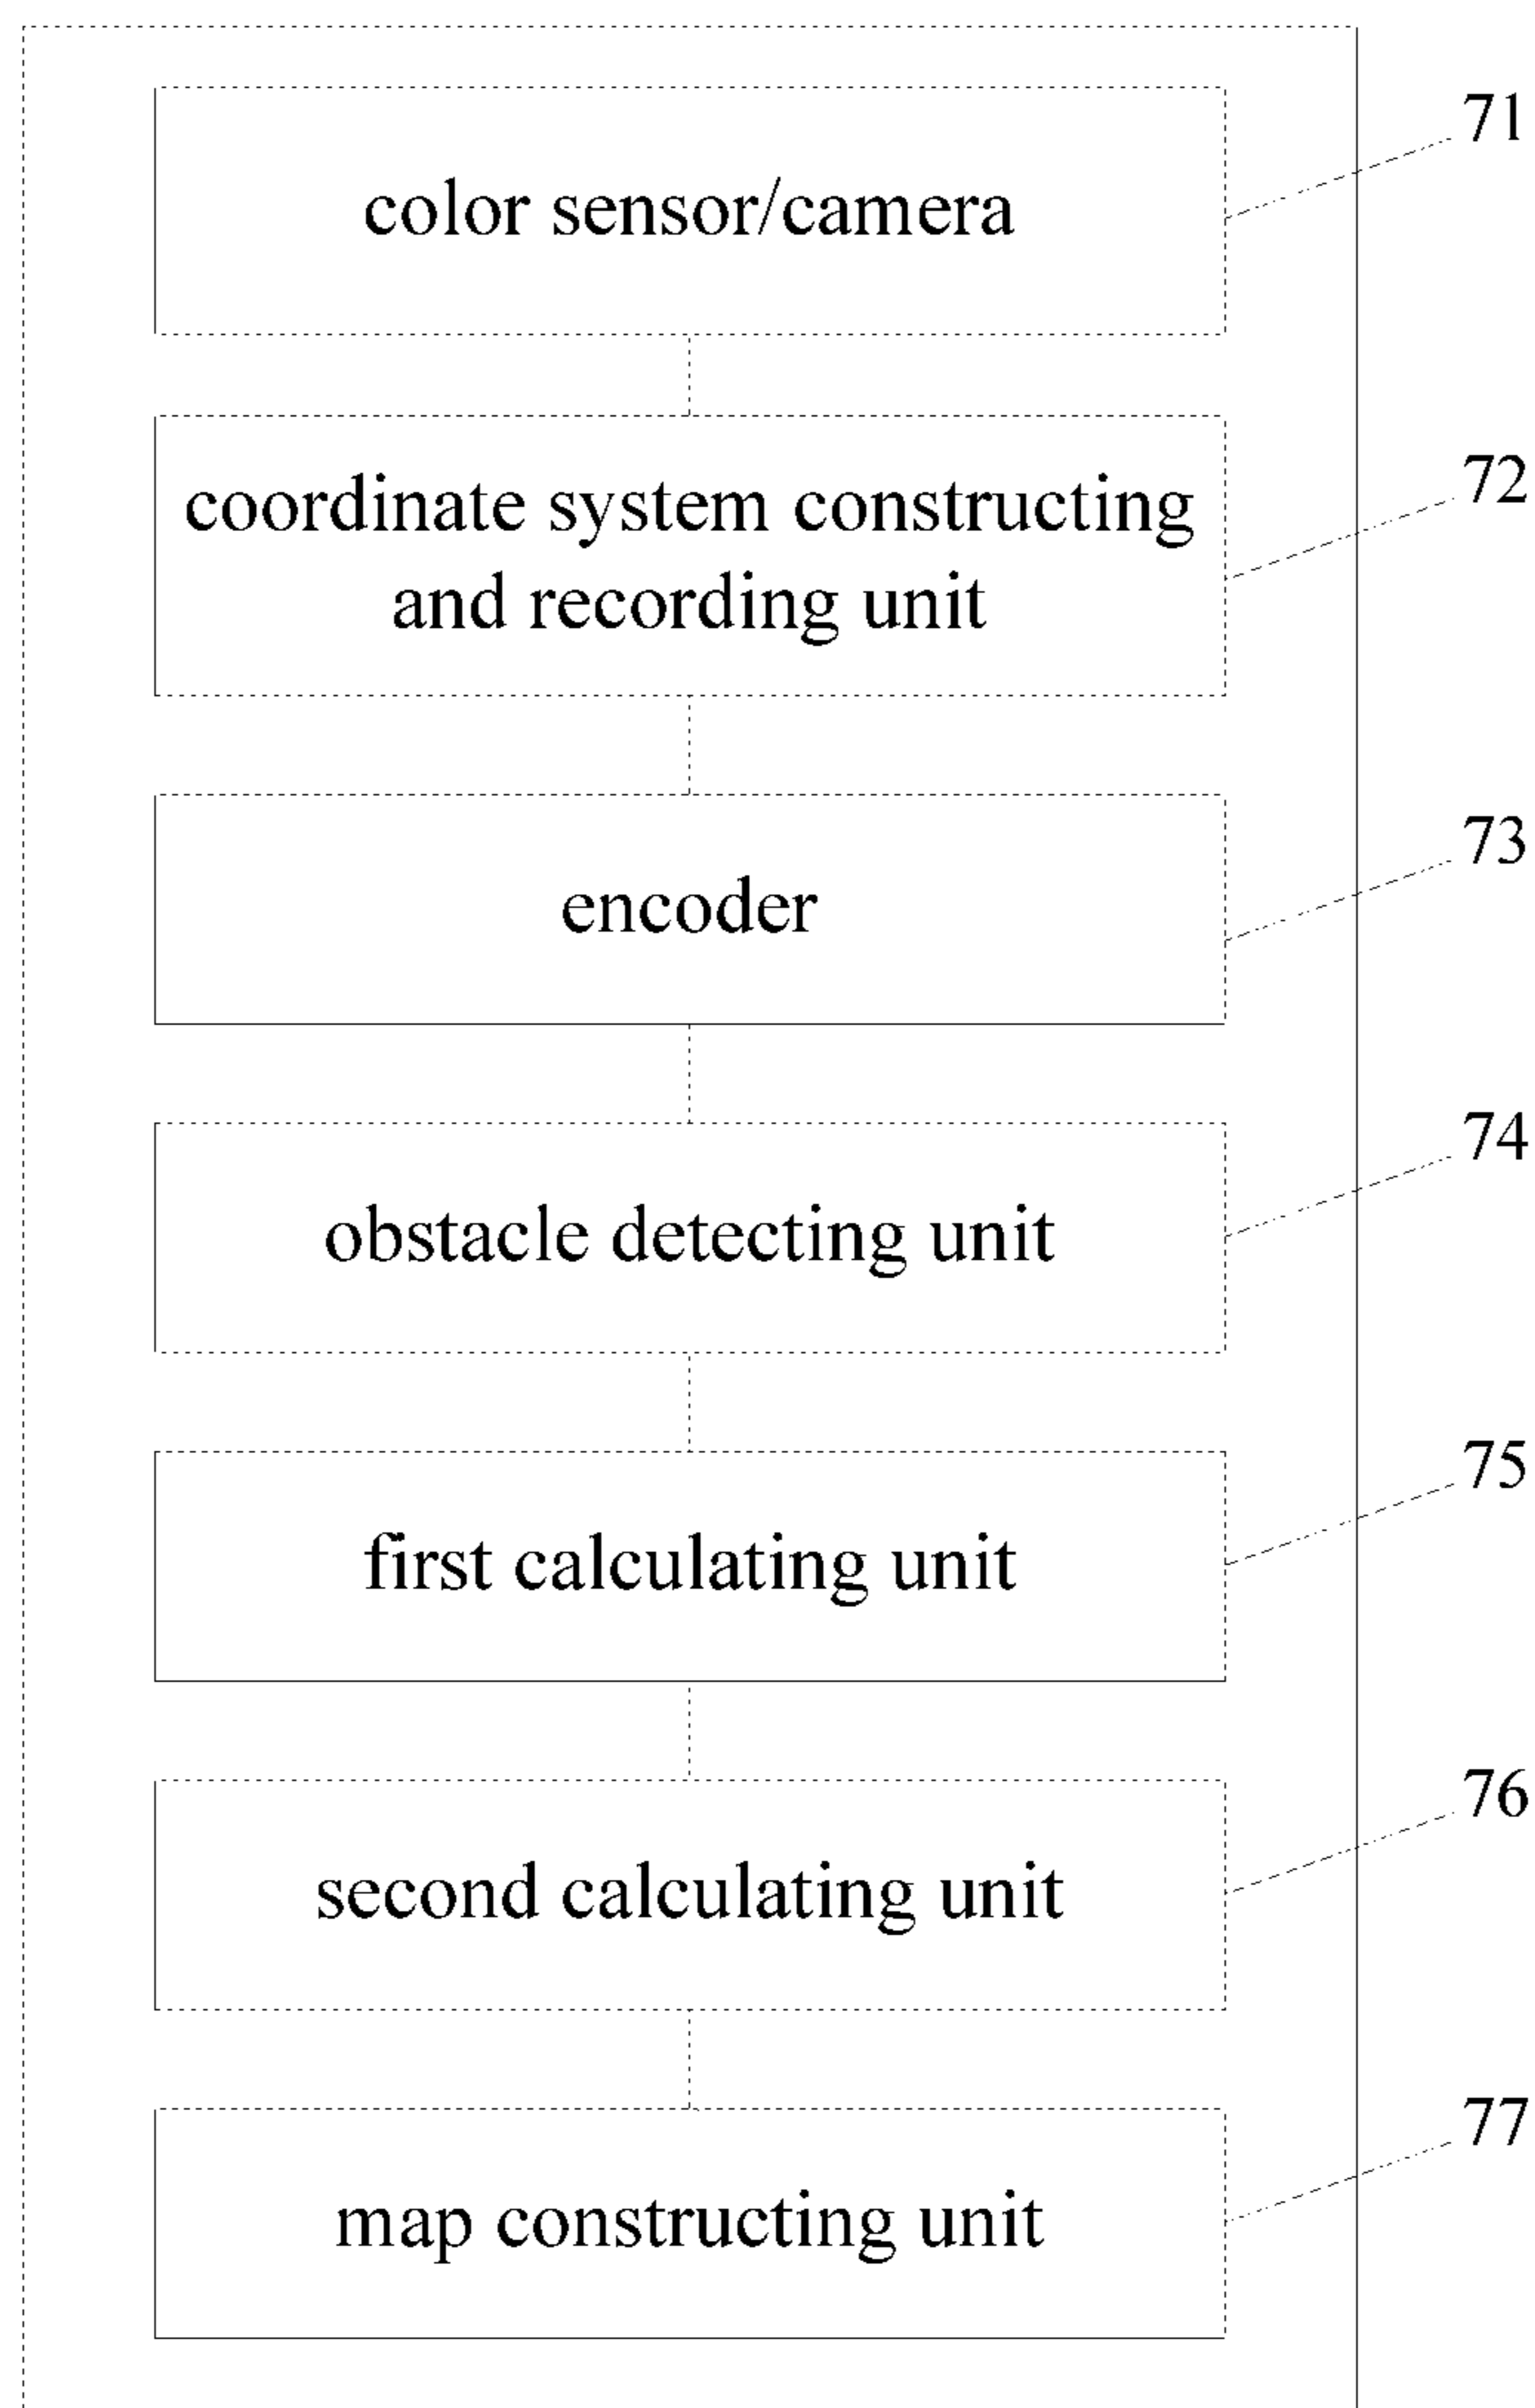 color sensor/camera
71
coordinate system constructing
and recording unit
72
encoder
73
obstacle detecting unit
74
first calculating unit
75
second calculating unit
76
map constructing unit
77